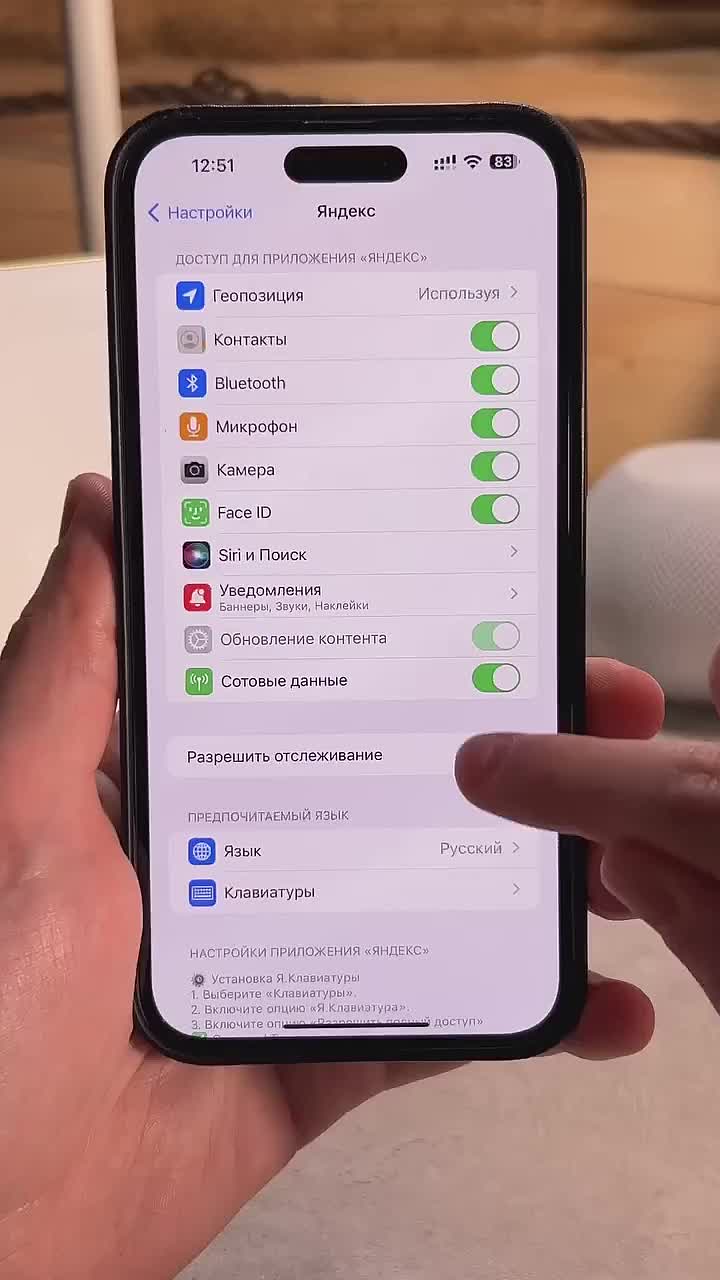 12:51
83
Настройки
Яндекс
ДОСТУП ДЛЯ ПРИЛОЖЕНИЯ «ЯНДЕКС»
Геопозиция Используя
Контакты
Bluetooth
Микрофон
Камера
Face ID
Siri и Поиск
Уведомления
Баннеры, Звуки, Наклейки
Обновление контента
Сотовые данные
Разрешить отслеживание
ПРЕДПОЧИТАЕМЫЙ ЯЗЫК
Язык Русский
Клавиатуры
НАСТРОЙКИ ПРИЛОЖЕНИЯ «ЯНДЕКС»
Установка Я.Клавиатуры
1. Выберите «Клавиатуры».
2. Включите опцию «Я.Клавиатура».
3. Включите опцию «Разрешить полный доступ»